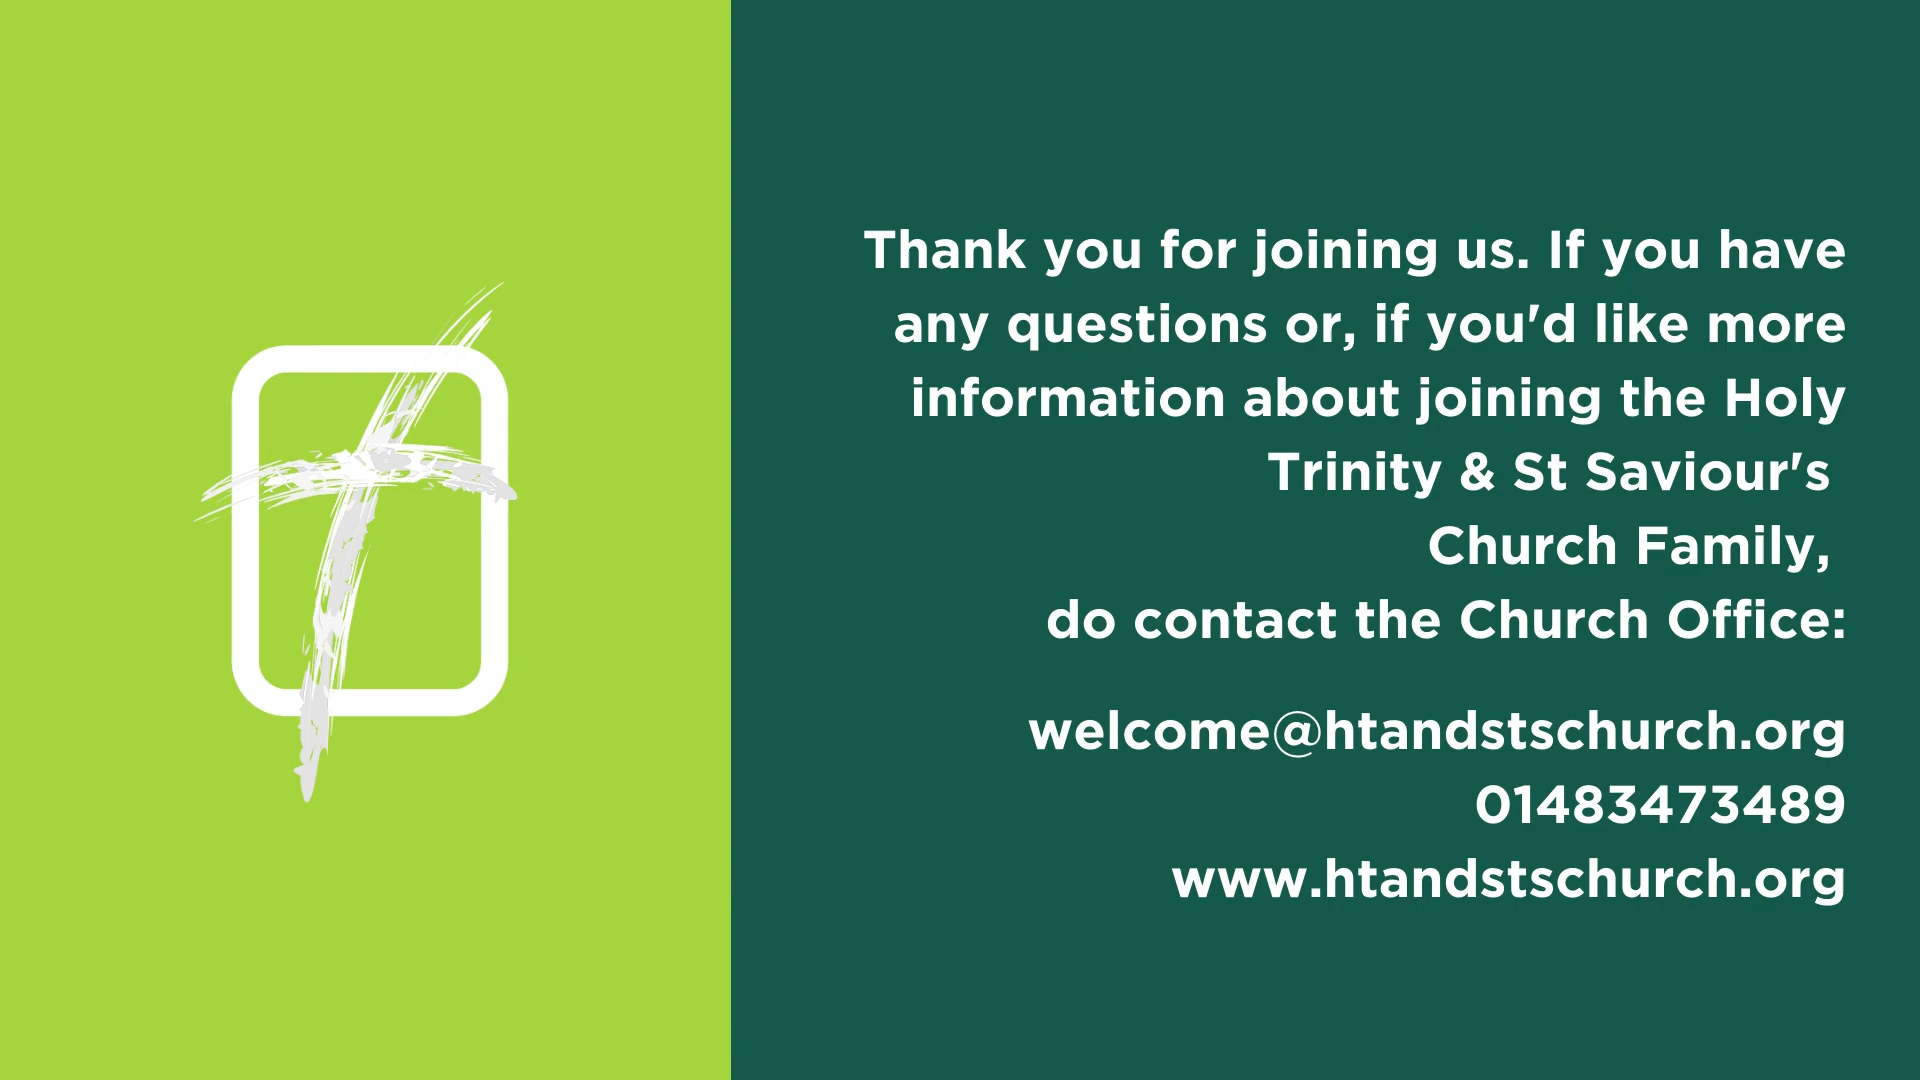 Thank you for joining us. If you have
any questions or, if you'd like more
information about joining the Holy
Trinity & St Saviour's
Church Family,
do contact the Church Office:
welcome@htandstschurch.org
01483473489
www.htandstschurch.org